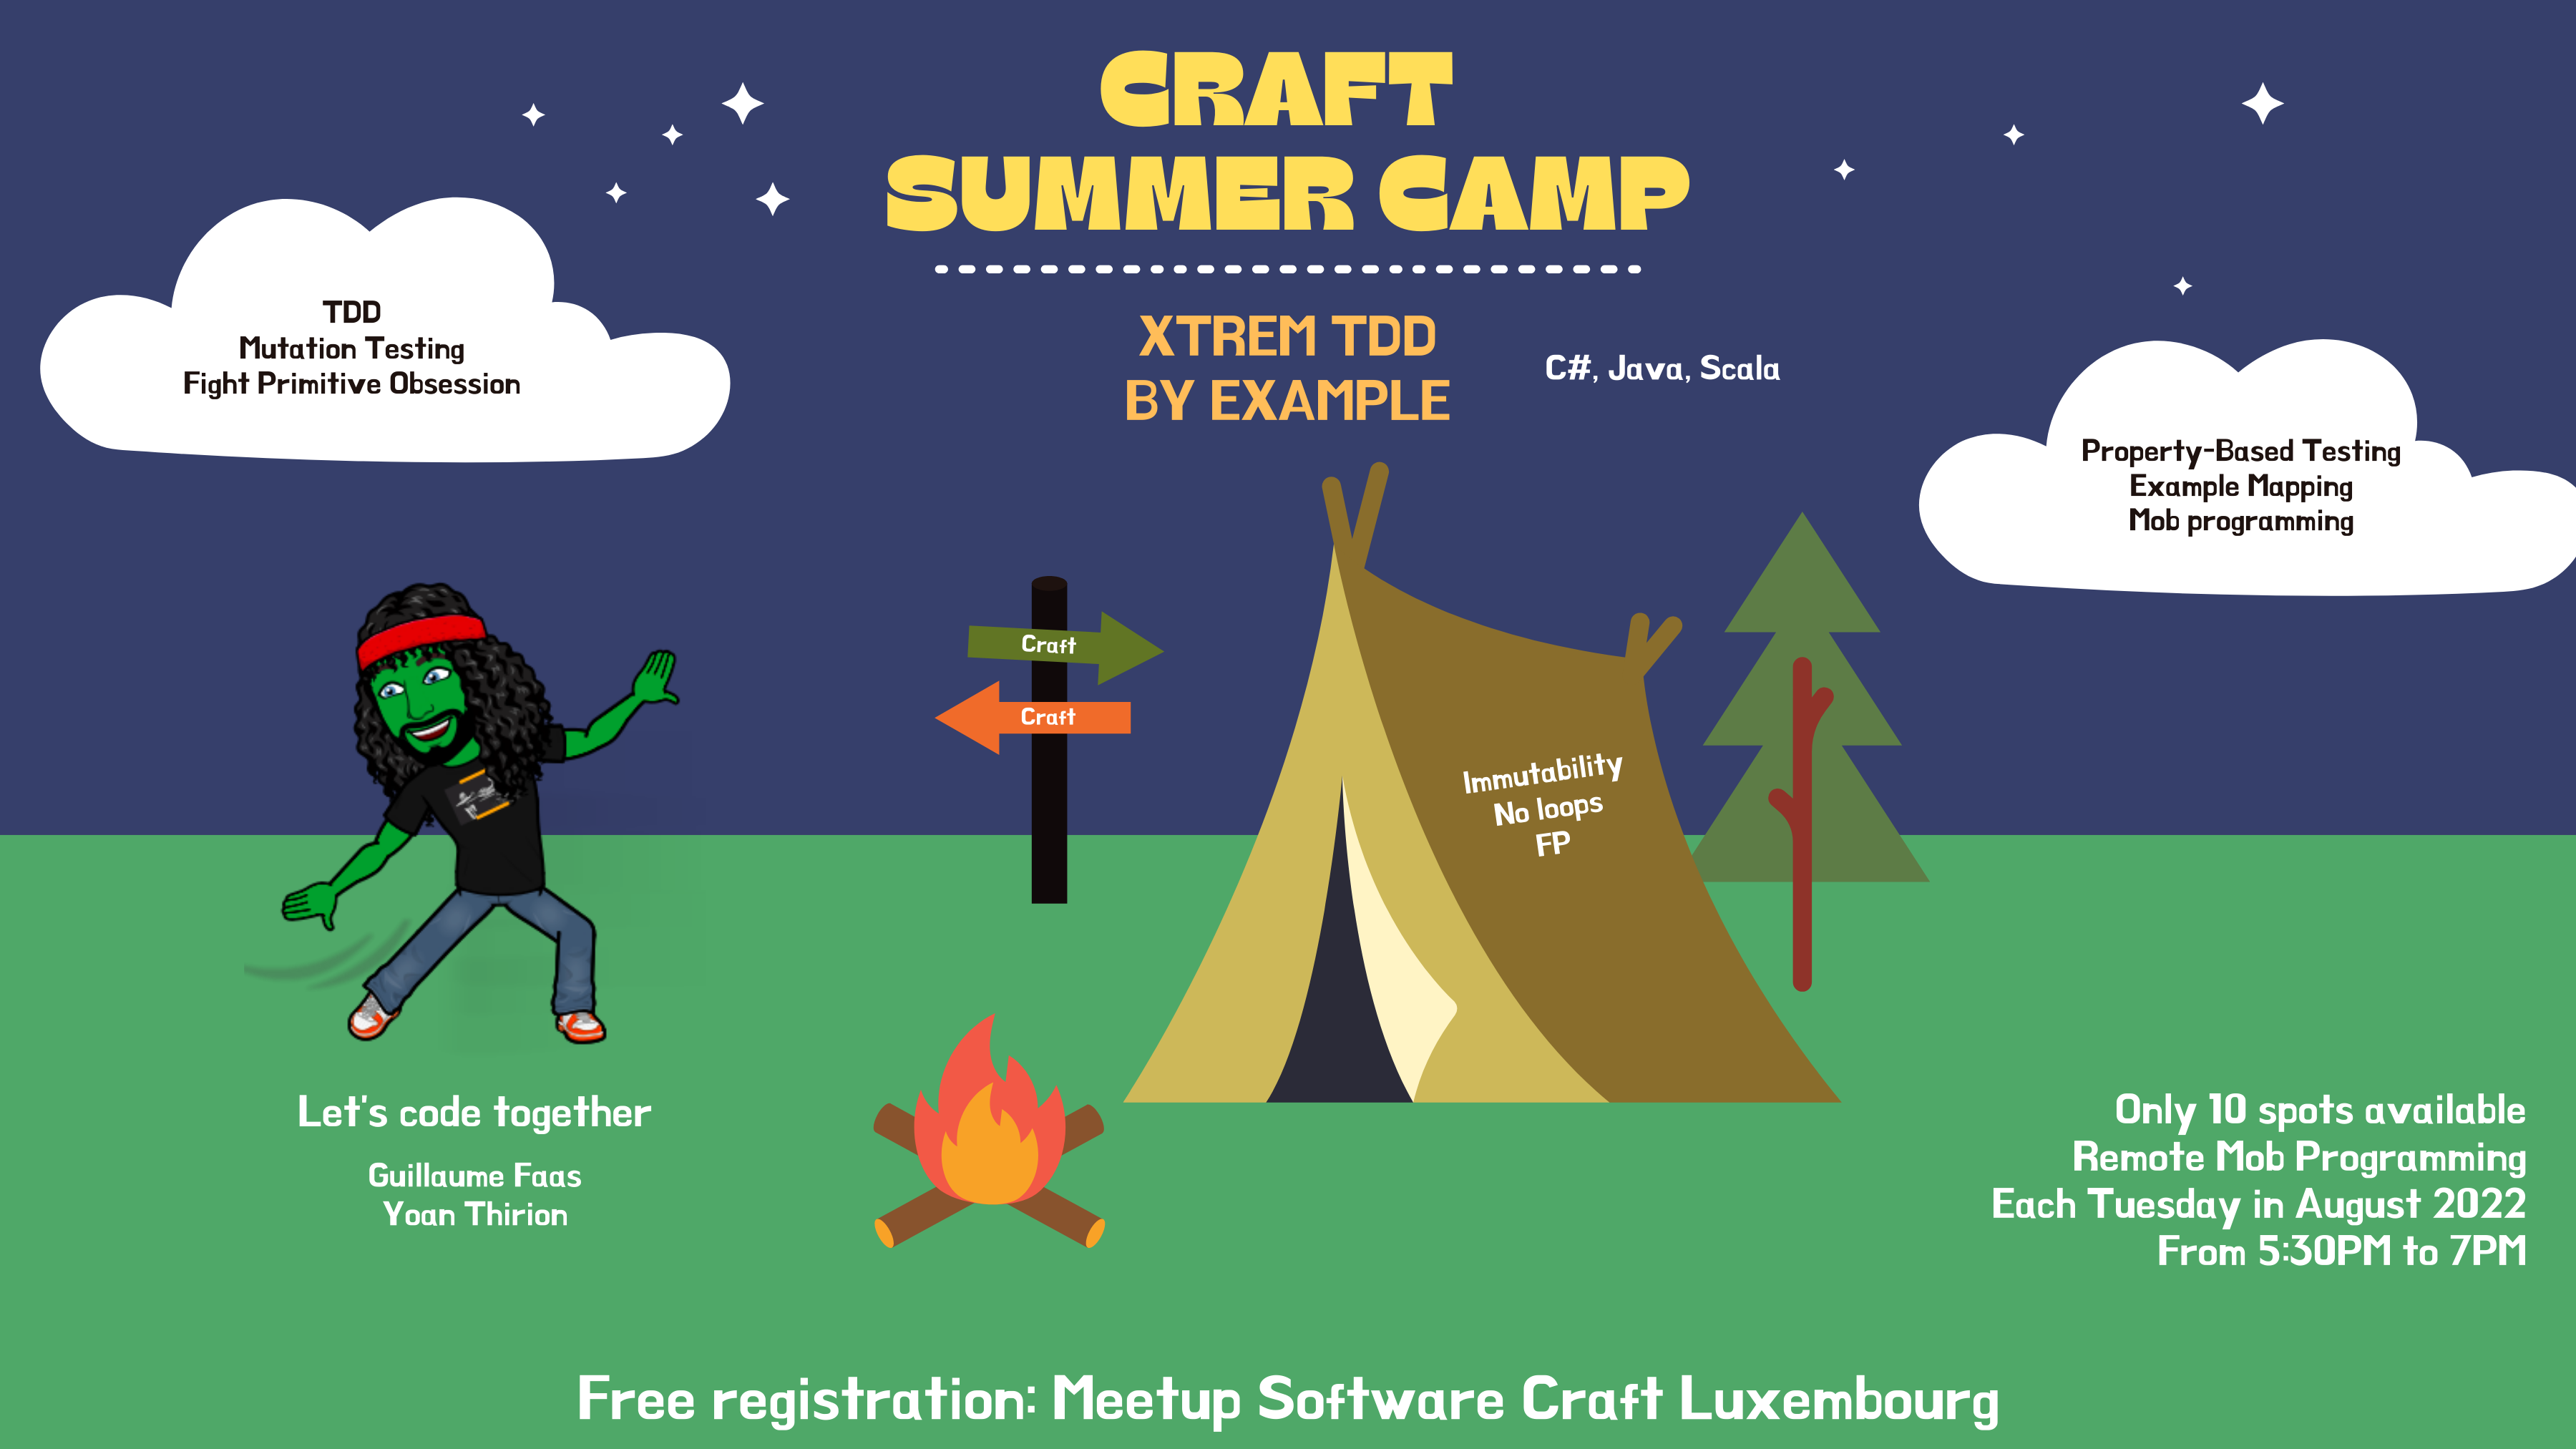 CRAFT
SUMMER CAMP
XTREM TDD
BY EXAMPLE
C#, Java, Scala
TDD
Mutation Testing
Fight Primitive Obsession
Property-Based Testing
Example Mapping
Mob programming
Craft
Craft
Immutability
No loops
FP
Let's code together
Guillaume Faas
Yoan Thirion
Only 10 spots available
Remote Mob Programming
Each Tuesday in August 2022
From 5:30PM to 7PM
Free registration: Meetup Software Craft Luxembourg